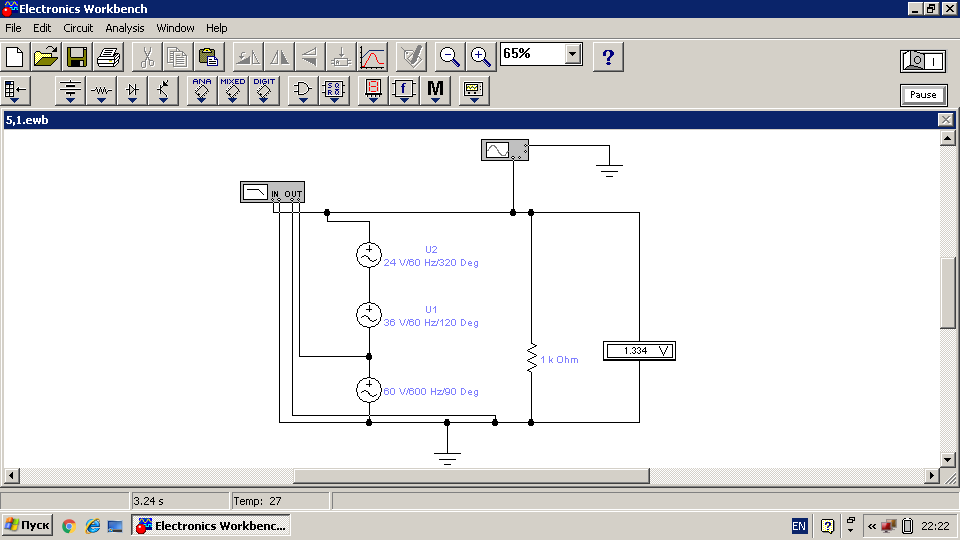 Electronics Workbench
File Edit Circuit Analysis Window Help
65%
?
ANA MIXED DIGIT
f M
Pause
5,1.ewb
IN OUT
U2
24 V/60 Hz/320 Deg
U1
36 V/60 Hz/120 Deg
1.334 V
1 k Ohm
60 V/600 Hz/90 Deg
3.24 s Temp: 27
Пуск Electronics Workbenc... EN ? « 22:22